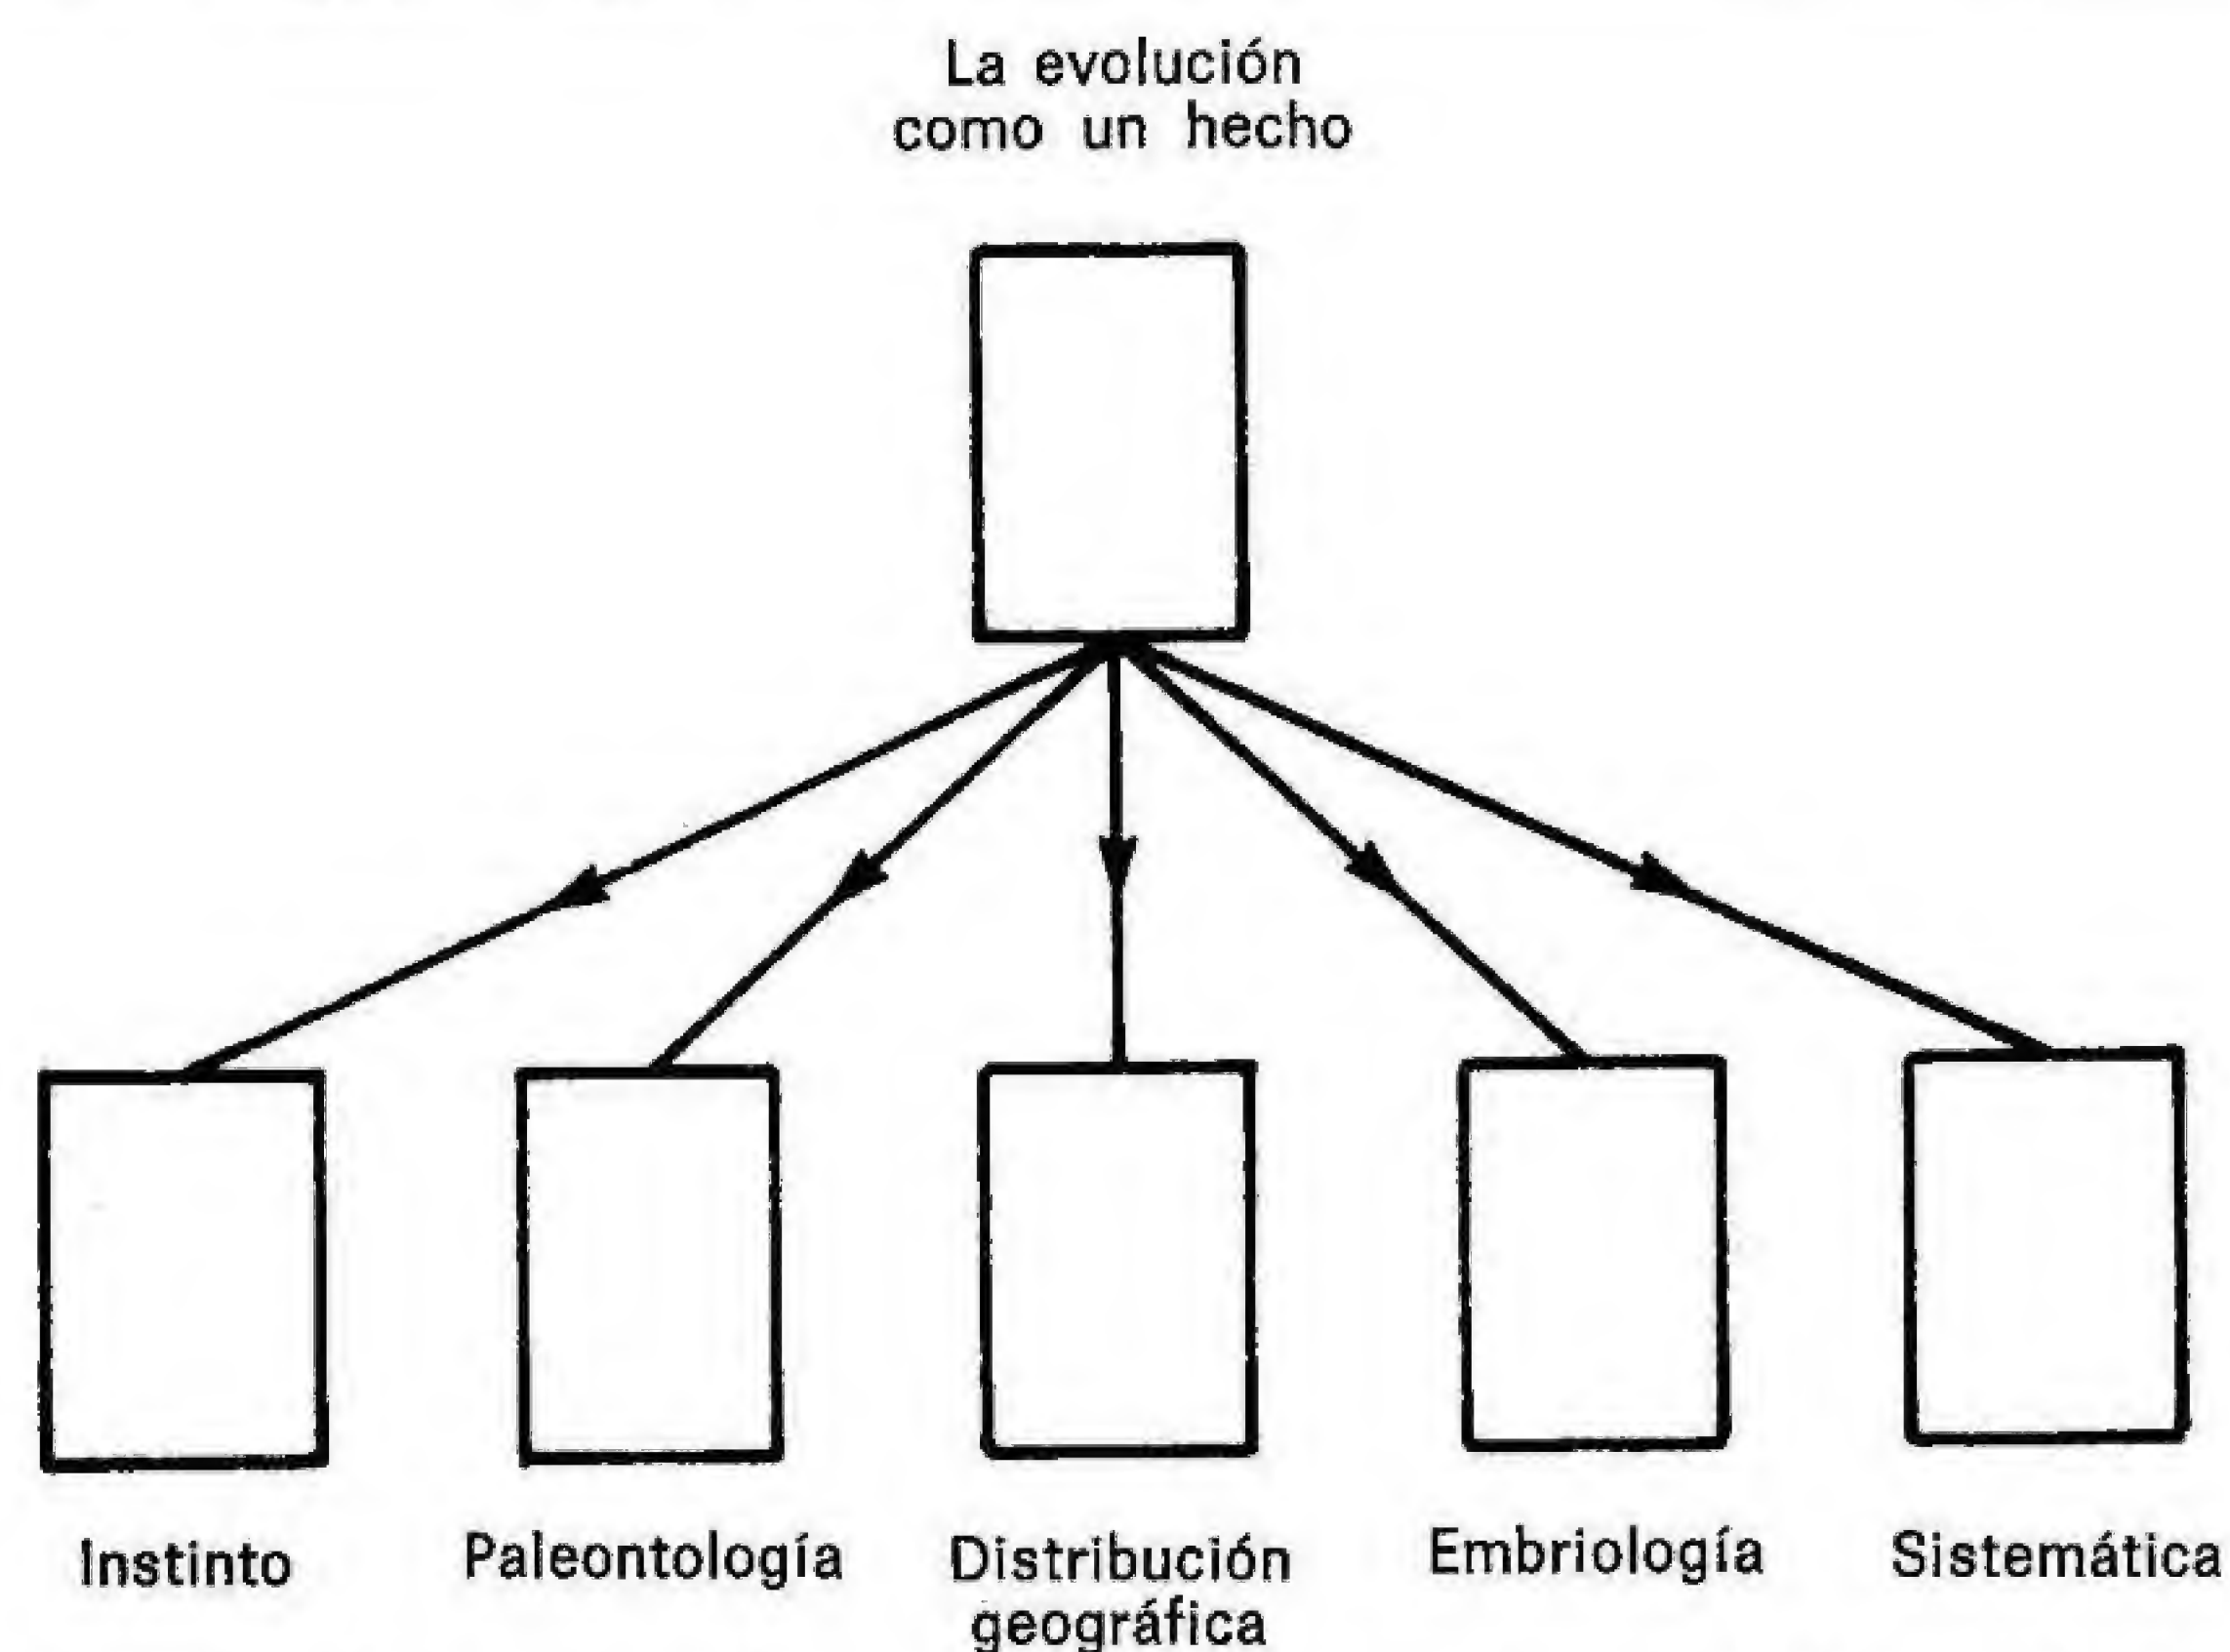 La evolución
como un hecho
Instinto
Paleontología
Distribución
geográfica
Embriología
Sistemática